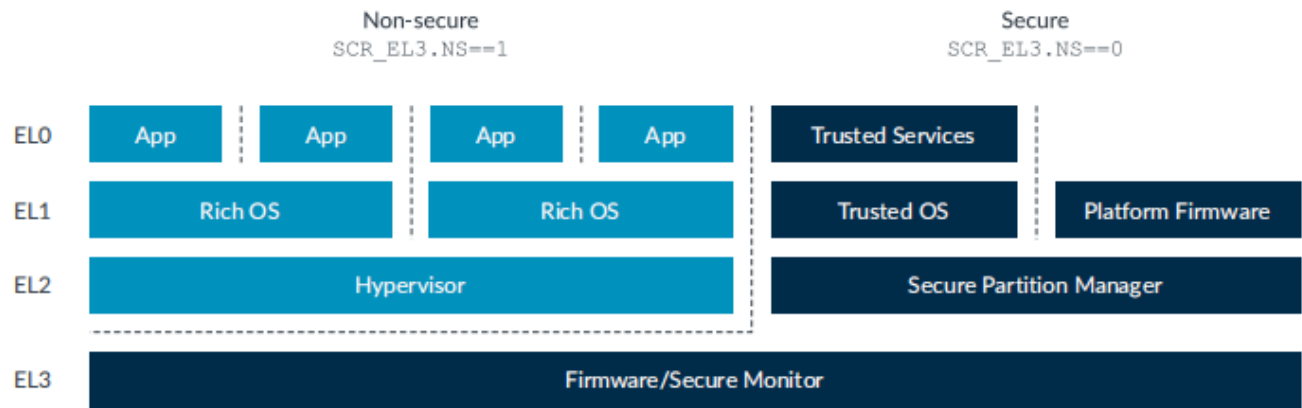 Non-secure
SCR_EL3.NS==1
Secure
SCR_EL3.NS==0
EL0
App
App
App
App
Trusted Services
EL1
Rich OS
Rich OS
Trusted OS
Platform Firmware
EL2
Hypervisor
Secure Partition Manager
EL3
Firmware/Secure Monitor